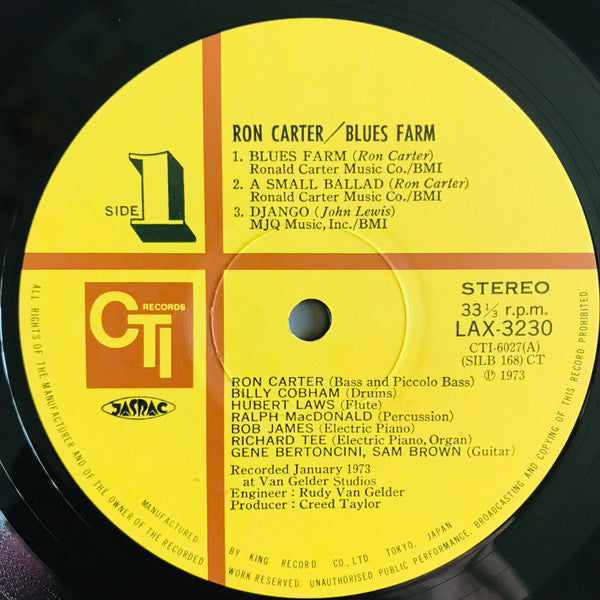 RON CARTER/BLUES FARM
1. BLUES FARM (Ron Carter)
Ronald Carter Music Co./BMI
2. A SMALL BALLAD (Ron Carter)
Ronald Carter Music Co./BMI
3. DJANGO (John Lewis)
MJQ Music, Inc./BMI
SIDE 1
CTI RECORDS
JASRAC
STEREO
33⅓ r.p.m.
LAX-3230
CTI-6027(A)
(SILB 168) CT
℗ 1973
RON CARTER (Bass and Piccolo Bass)
BILLY COBHAM (Drums)
HUBERT LAWS (Flute)
RALPH MacDONALD (Percussion)
BOB JAMES (Electric Piano)
RICHARD TEE (Electric Piano, Organ)
GENE BERTONCINI, SAM BROWN (Guitar)
Recorded January 1973
at Van Gelder Studios
Engineer : Rudy Van Gelder
Producer : Creed Taylor
MANUFACTURED BY KING RECORD CO., LTD. TOKYO, JAPAN
ALL RIGHTS OF THE MANUFACTURER AND OF THE OWNER OF THE RECORDED WORK RESERVED. UNAUTHORISED PUBLIC PERFORMANCE, BROADCASTING AND COPYING OF THIS RECORD PROHIBITED